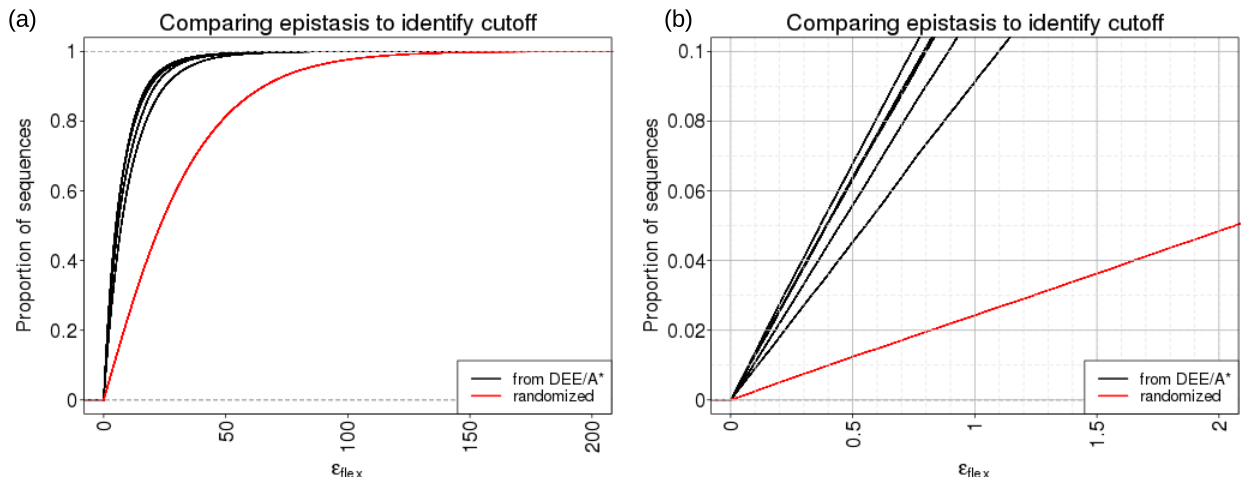 (a)
Comparing epistasis to identify cutoff
Proportion of sequences
1
0.8
0.6
0.4
0.2
0
0
50
100
150
200
ε_flex
from DEE/A*
randomized
(b)
Comparing epistasis to identify cutoff
Proportion of sequences
0.1
0.08
0.06
0.04
0.02
0
0
0.5
1
1.5
2
ε_flex
from DEE/A*
randomized